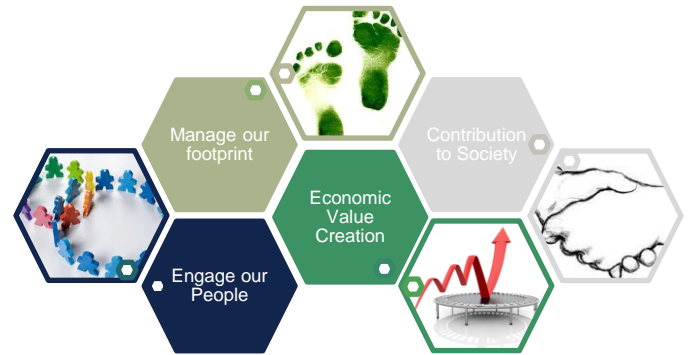 Manage our
footprint
Contribution
to Society
Economic
Value
Creation
Engage our
People